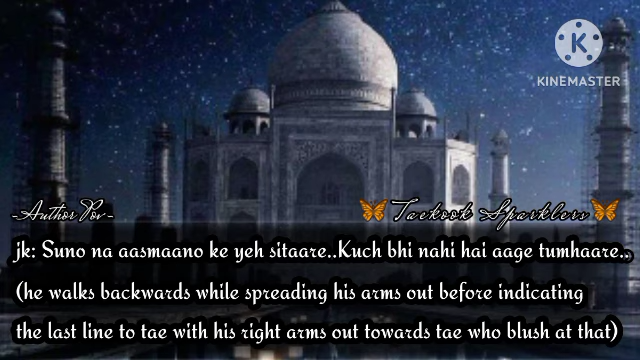 KINEMASTER
-Author Pov-
🦋Taekook Sparklers🦋
jk: Suno na aasmaano ke yeh sitaare..Kuch bhi nahi hai aage tumhaare..
(he walks backwards while spreading his arms out before indicating
the last line to tae with his right arms out towards tae who blush at that)